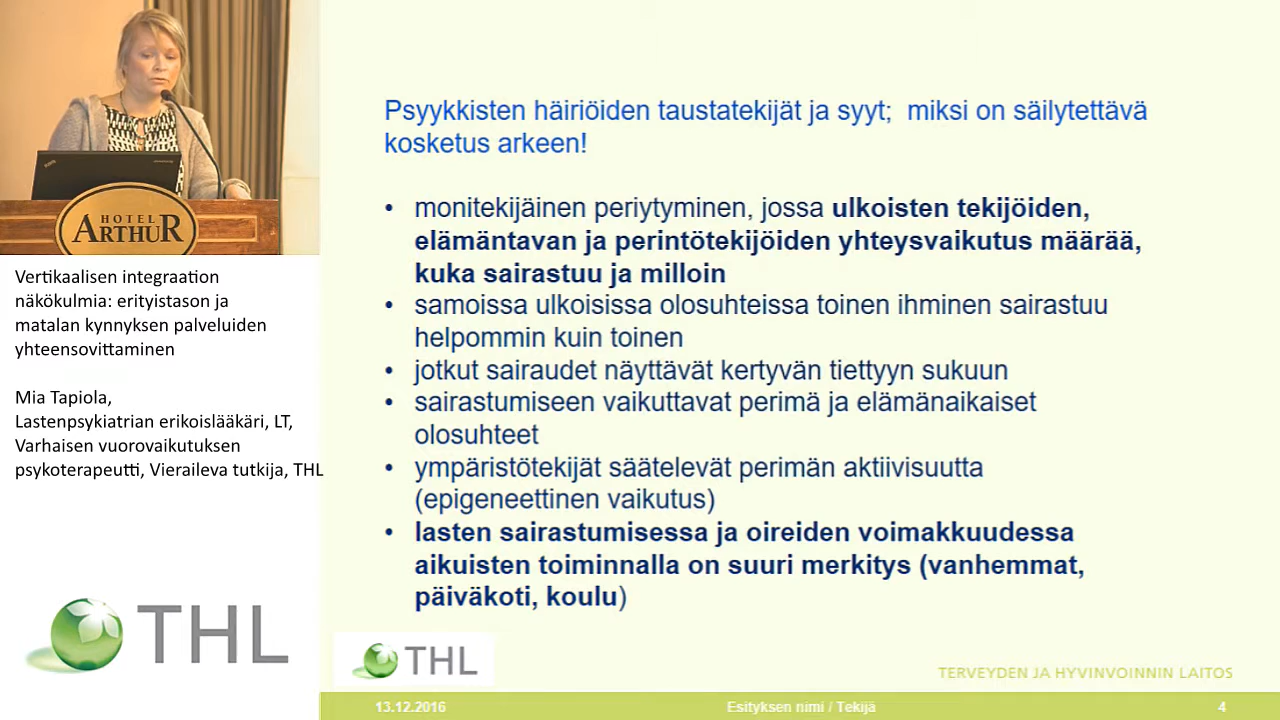 HOTEL
ARTHUR
Vertikaalisen integraation
näkökulmia: erityistason ja
matalan kynnyksen palveluiden
yhteensovittaminen
Mia Tapiola,
Lastenpsykiatrian erikoislääkäri, LT,
Varhaisen vuorovaikutuksen
psykoterapeutti, Vieraileva tutkija, THL
THL
Psyykkisten häiriöiden taustatekijät ja syyt; miksi on säilytettävä
kosketus arkeen!
• monitekijäinen periytyminen, jossa ulkoisten tekijöiden,
elämäntavan ja perintötekijöiden yhteysvaikutus määrää,
kuka sairastuu ja milloin
• samoissa ulkoisissa olosuhteissa toinen ihminen sairastuu
helpommin kuin toinen
• jotkut sairaudet näyttävät kertyvän tiettyyn sukuun
• sairastumiseen vaikuttavat perimä ja elämänaikaiset
olosuhteet
• ympäristötekijät säätelevät perimän aktiivisuutta
(epigeneettinen vaikutus)
• lasten sairastumisessa ja oireiden voimakkuudessa
aikuisten toiminnalla on suuri merkitys (vanhemmat,
päiväkoti, koulu)
THL
TERVEYDEN JA HYVINVOINNIN LAITOS
13.12.2016
Esityksen nimi / Tekijä
4